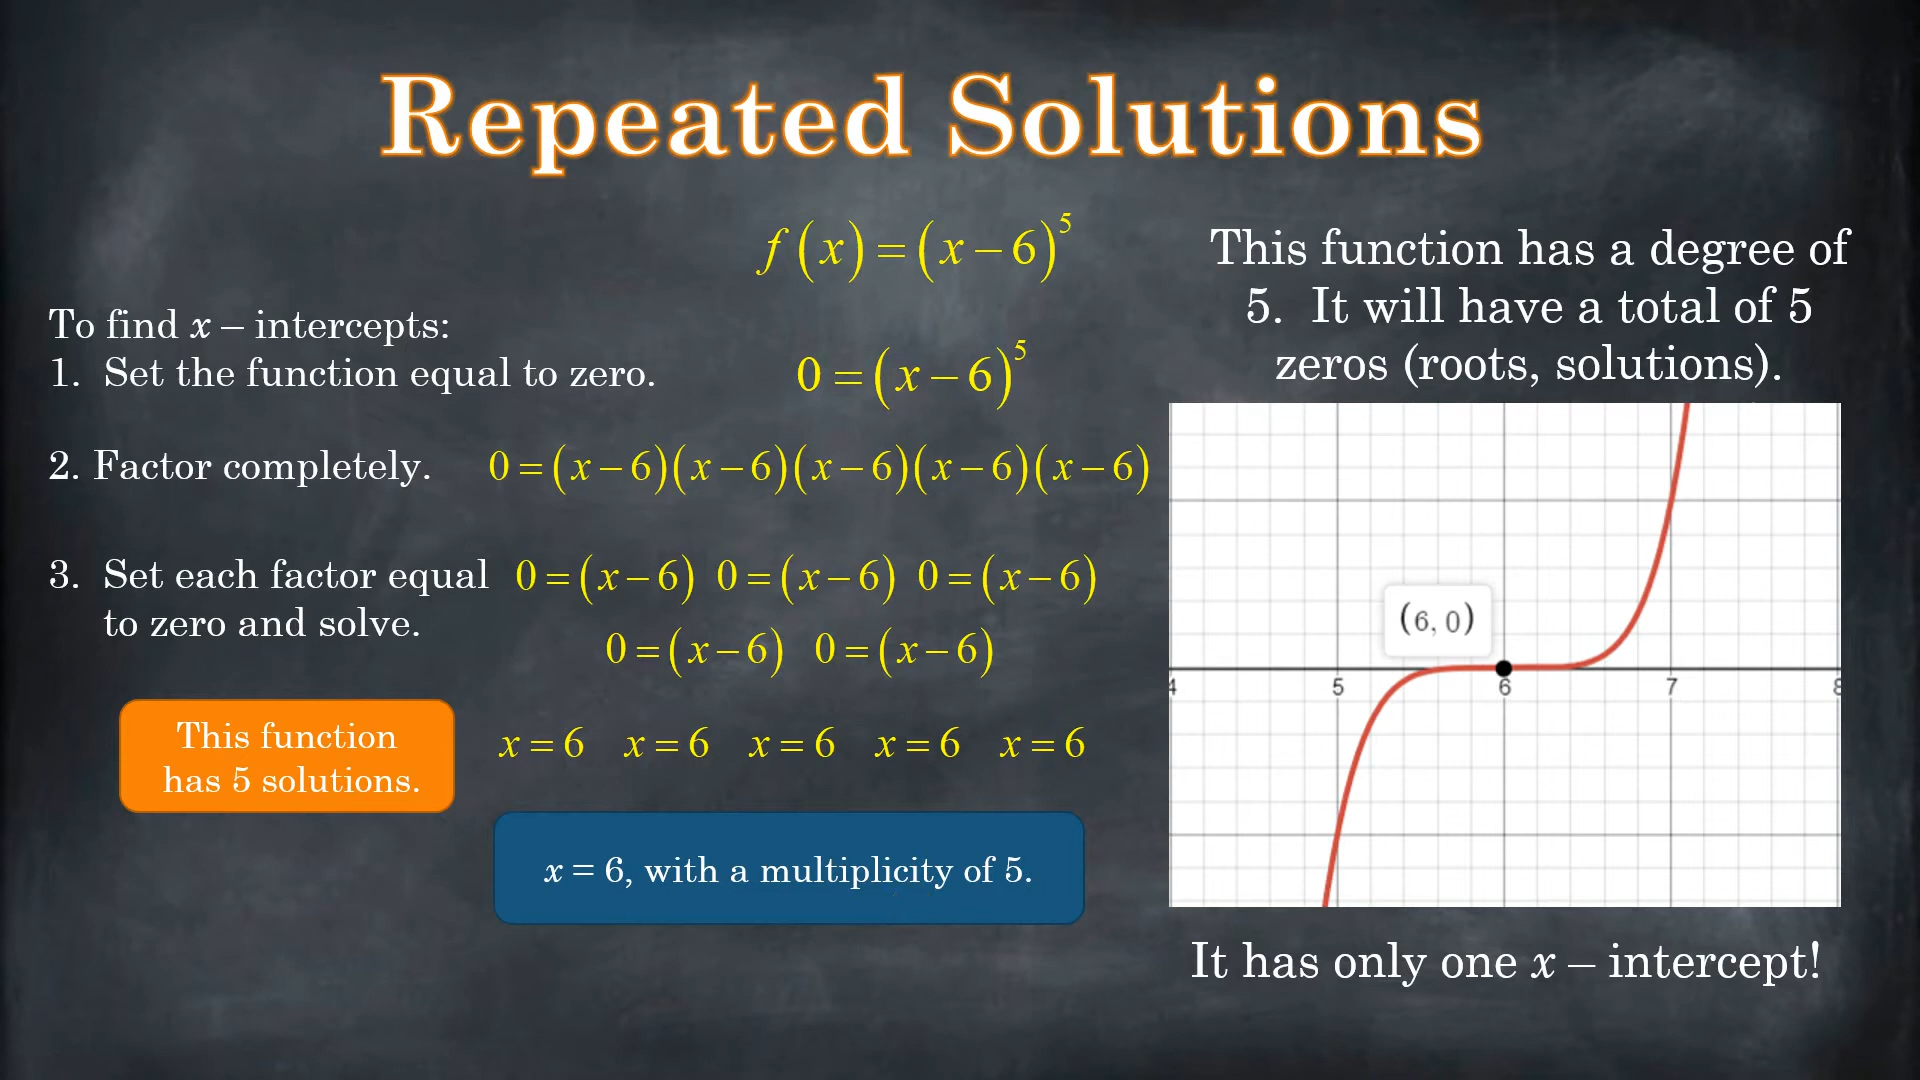 Repeated Solutions
f(x) = (x − 6)⁵
To find x – intercepts:
1. Set the function equal to zero.
0 = (x − 6)⁵
2. Factor completely.
0 = (x − 6)(x − 6)(x − 6)(x − 6)(x − 6)
3. Set each factor equal
to zero and solve.
0 = (x − 6) 0 = (x − 6) 0 = (x − 6)
0 = (x − 6) 0 = (x − 6)
This function
has 5 solutions.
x = 6 x = 6 x = 6 x = 6 x = 6
x = 6, with a multiplicity of 5.
This function has a degree of
5. It will have a total of 5
zeros (roots, solutions).
(6, 0)
4 5 6 7 8
It has only one x – intercept!